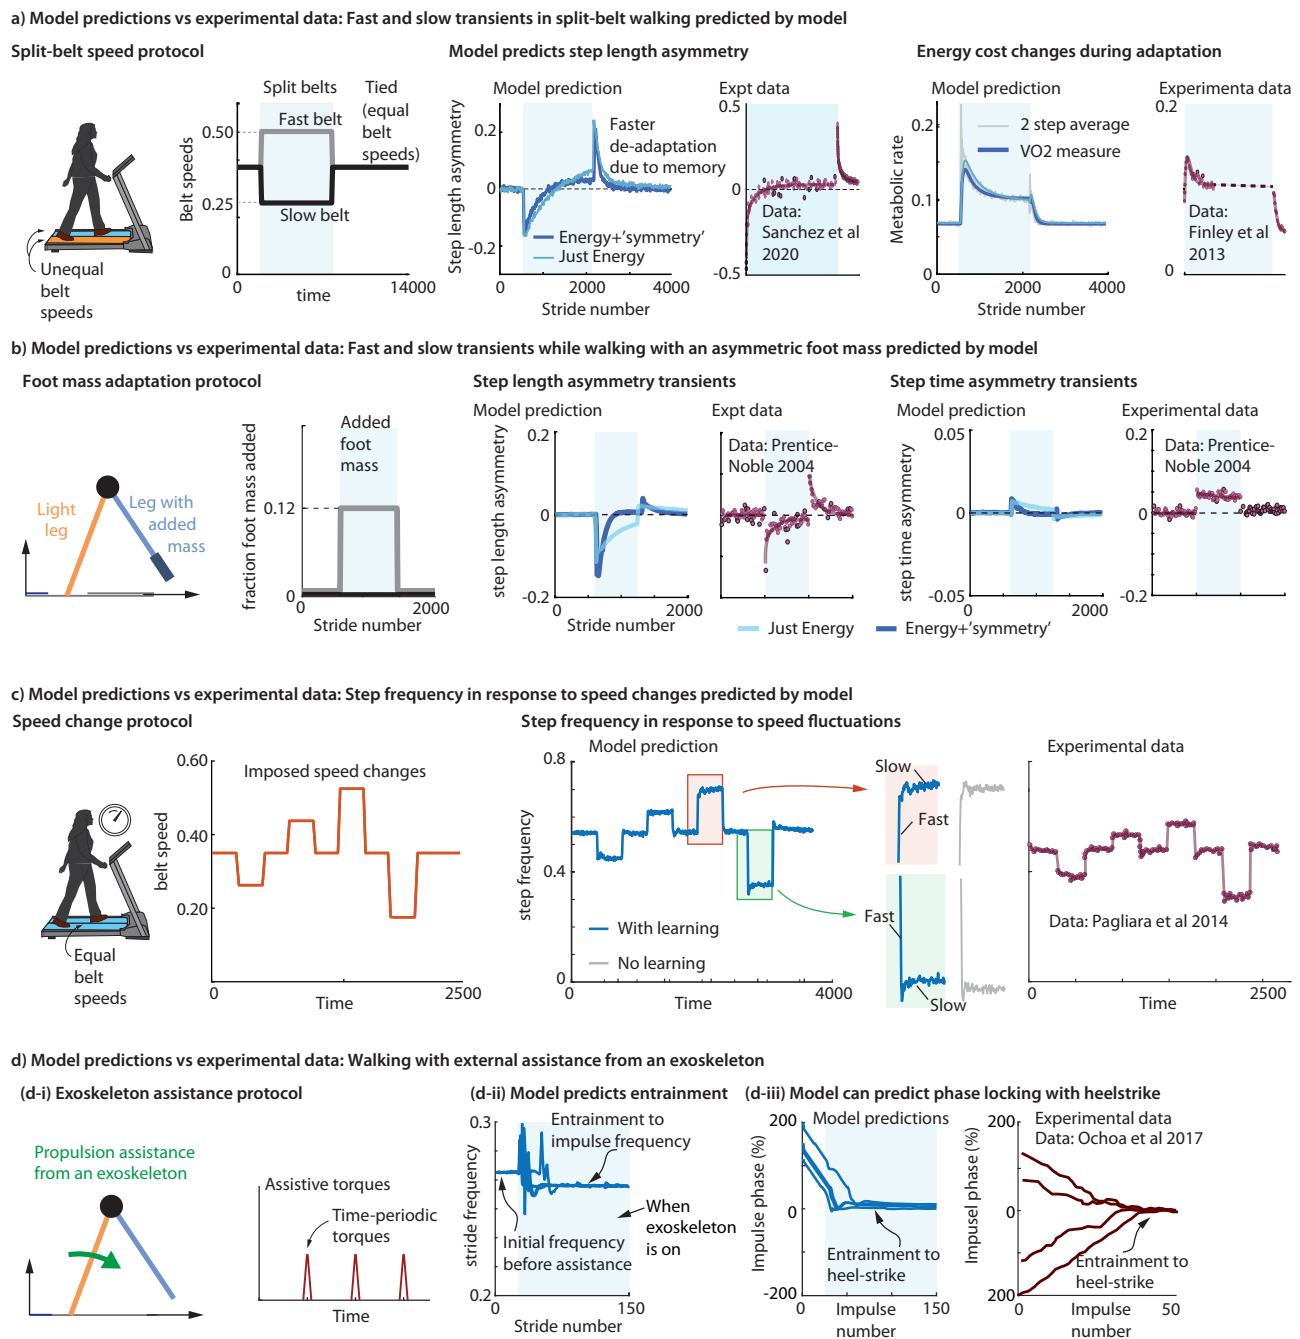 a) Model predictions vs experimental data: Fast and slow transients in split-belt walking predicted by model
Split-belt speed protocol
Unequal
belt
speeds
Split belts
Tied
(equal
belt
speeds)
Fast belt
Slow belt
Belt speeds
0.50
0.25
0
0
time
14000
Model predicts step length asymmetry
Model prediction
Step length asymmetry
0.2
0
-0.2
Faster
de-adaptation
due to memory
Energy+'symmetry'
Just Energy
0
2000
4000
Stride number
Expt data
0.5
0
-0.5
Data:
Sanchez et al
2020
Energy cost changes during adaptation
Model prediction
Metabolic rate
0.2
0.1
0
2 step average
VO2 measure
0
2000
4000
Stride number
Experimenta data
0.2
0
Data:
Finley et al
2013
b) Model predictions vs experimental data: Fast and slow transients while walking with an asymmetric foot mass predicted by model
Foot mass adaptation protocol
Light
leg
Leg with
added
mass
fraction foot mass added
Added
foot
mass
0.12
0
0
2000
Stride number
Step length asymmetry transients
Model prediction
step length asymmetry
0.2
0
-0.2
0
2000
Expt data
Data: Prentice-
Noble 2004
Step time asymmetry transients
Model prediction
step time asymmetry
0.05
0
-0.05
0
2000
Experimental data
0.2
0
-0.2
Data: Prentice-
Noble 2004
Just Energy
Energy+'symmetry'
c) Model predictions vs experimental data: Step frequency in response to speed changes predicted by model
Speed change protocol
Equal
belt
speeds
belt speed
0.60
0.40
0.20
Imposed speed changes
0
Time
2500
Step frequency in response to speed fluctuations
Model prediction
step frequency
0.8
0.4
0
With learning
No learning
0
Time
4000
Slow
Fast
Fast
Slow
Experimental data
Data: Pagliara et al 2014
0
Time
2500
d) Model predictions vs experimental data: Walking with external assistance from an exoskeleton
(d-i) Exoskeleton assistance protocol
Propulsion assistance
from an exoskeleton
Assistive torques
Time-periodic
torques
Time
(d-ii) Model predicts entrainment
stride frequency
0.3
0.2
Entrainment to
impulse frequency
When
exoskeleton
is on
Initial frequency
before assistance
0
150
Stride number
(d-iii) Model can predict phase locking with heelstrike
Model predictions
Impulse phase (%)
200
0
-200
Entrainment to
heel-strike
0
Impulse
number
150
Experimental data
Data: Ochoa et al 2017
Impusel phase (%)
200
0
200
Entrainment to
heel-strike
0
Impulse
number
50